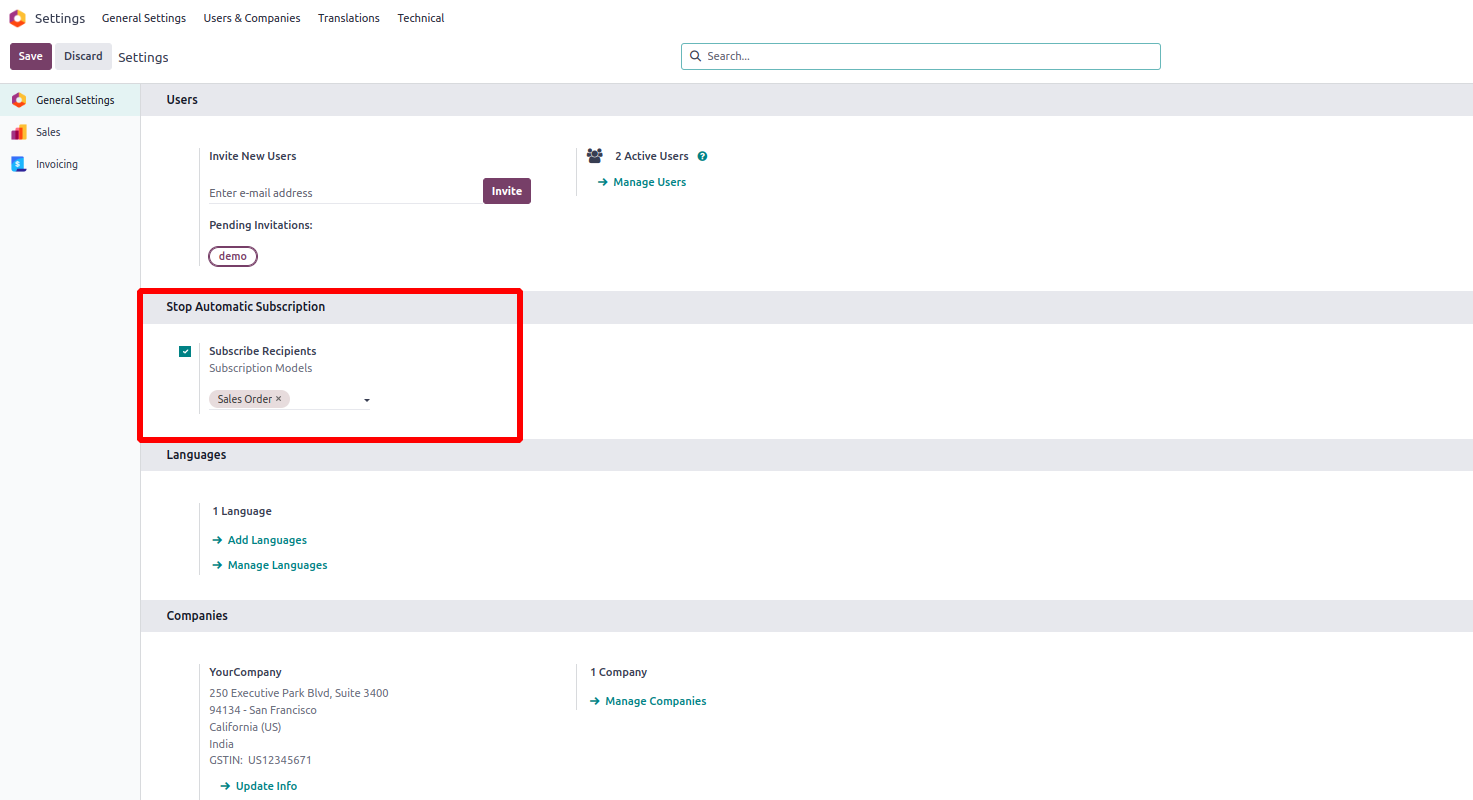 Settings General Settings Users & Companies Translations Technical
Save Discard Settings Search...
General Settings
Sales
Invoicing
Users
Invite New Users
Enter e-mail address Invite
Pending Invitations:
demo
2 Active Users ?
Manage Users
Stop Automatic Subscription
Subscribe Recipients
Subscription Models
Sales Order ×
Languages
1 Language
Add Languages
Manage Languages
Companies
YourCompany
250 Executive Park Blvd, Suite 3400
94134 - San Francisco
California (US)
India
GSTIN: US12345671
Update Info
1 Company
Manage Companies